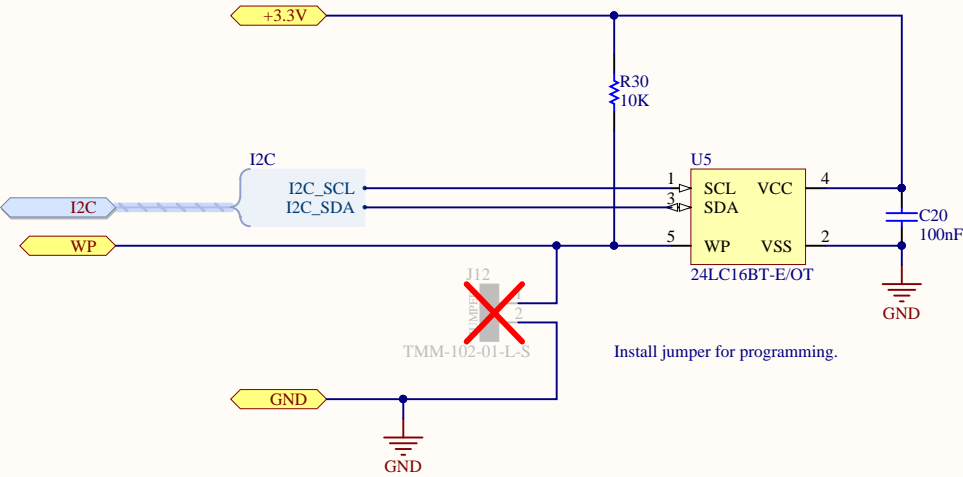 +3.3V
R30
10K
I2C
U5
I2C_SCL
1
SCL
VCC
4
I2C
I2C_SDA
3
SDA
C20
100nF
WP
5
WP
VSS
2
24LC16BT-E/OT
J12
1
JUMPER
2
GND
TMM-102-01-L-S
Install jumper for programming.
GND
GND